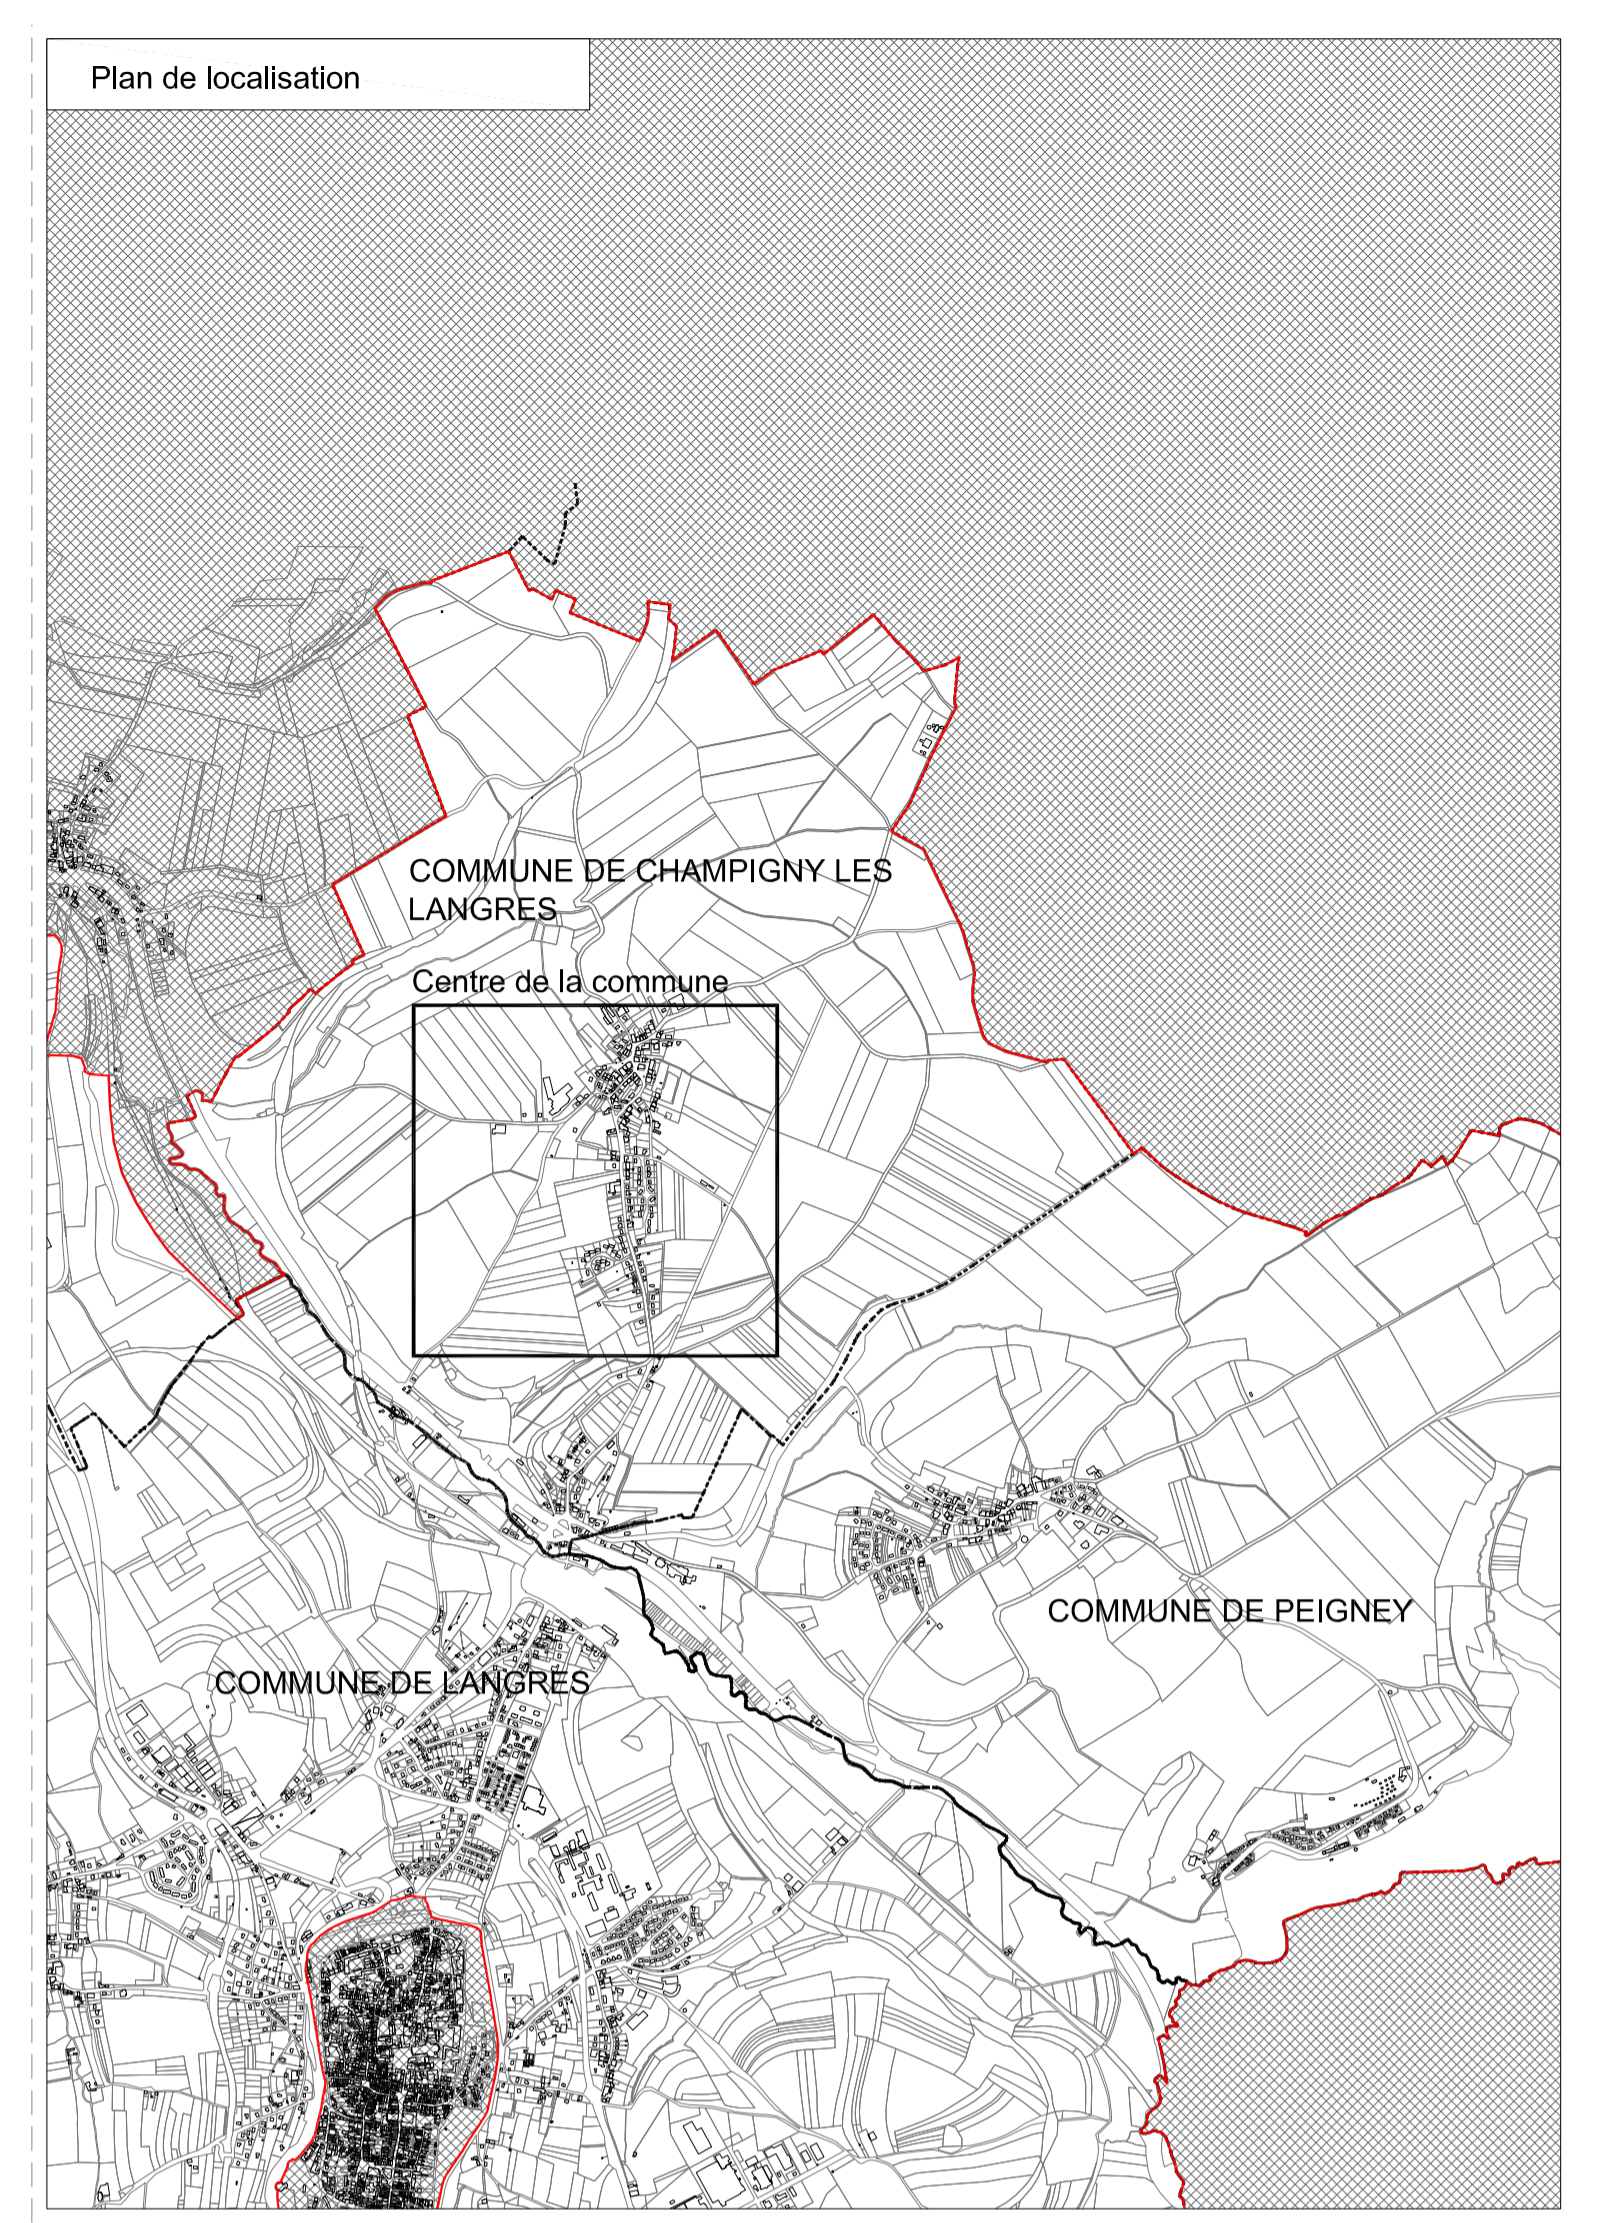 Plan de localisation
COMMUNE DE CHAMPIGNY LES
LANGRES
Centre de la commune
COMMUNE DE PEIGNEY
COMMUNE DE LANGRES